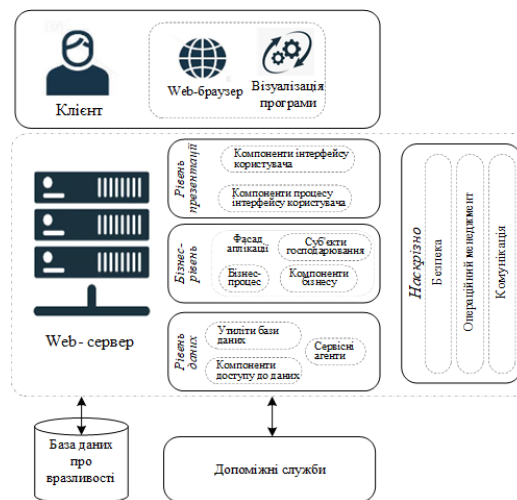 Клієнт
Web-браузер
Візуалізація
програми
Web- сервер
Рівень
презентації
Компоненти інтерфейсу
користувача
Компоненти процесу
інтерфейсу користувача
Бізнес-
рівень
Фасад
аплікації
Суб'єкти
господарювання
Бізнес-
процес
Компоненти
бізнесу
Рівень
даних
Утиліти бази
даних
Сервісні
агенти
Компоненти
доступу до даних
Наскрізно
Безпека
Операційний менеджмент
Комунікація
База даних
про
вразливості
Допоміжні служби